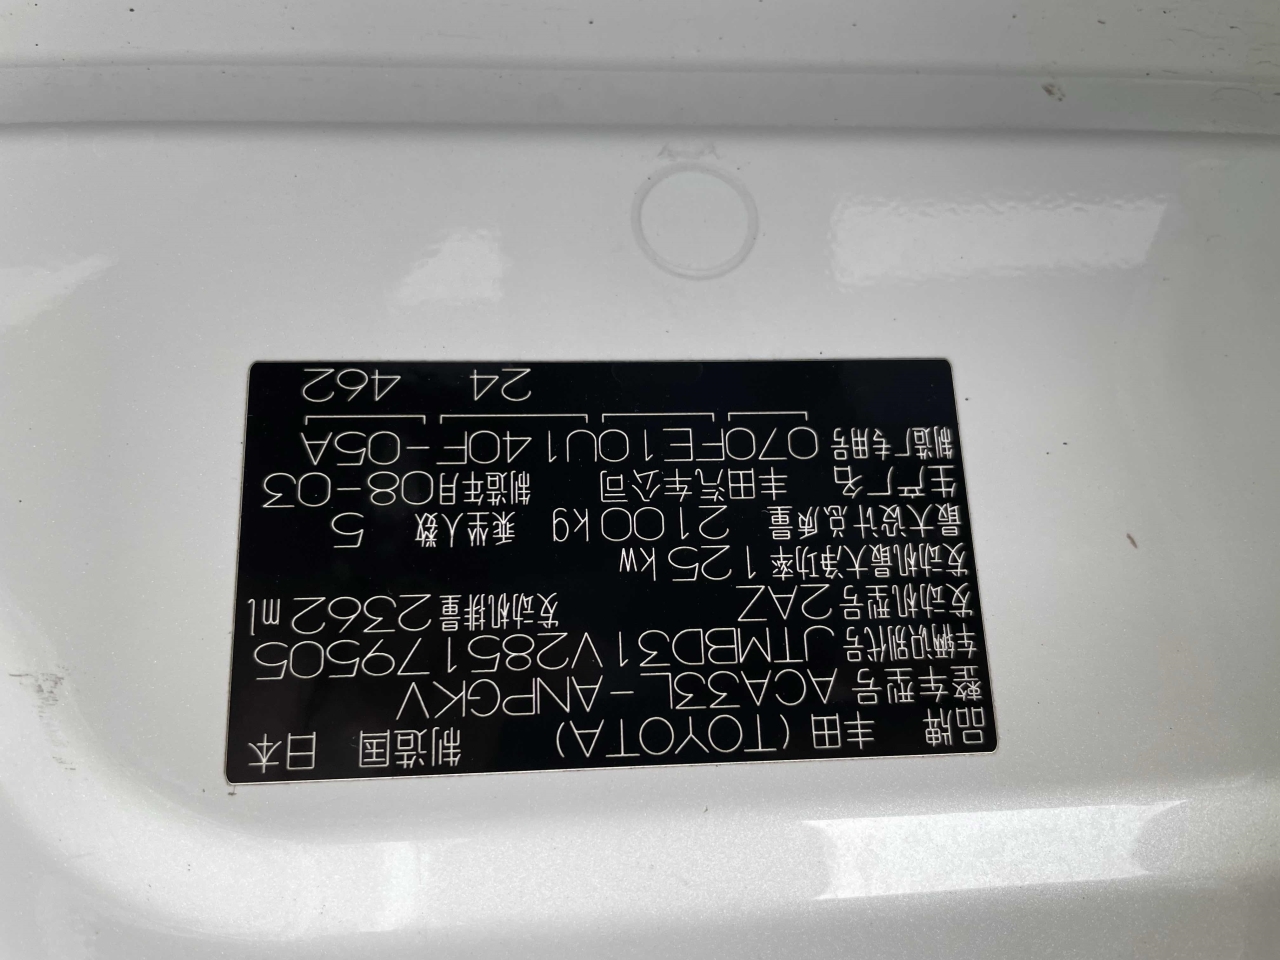 品牌 丰田 (TOYOTA) 制造国 日本
整车型号 ACA33L-ANPGKV
车辆识别代号 JTMBD31V285179505
发动机型号 2AZ 发动机排量 2362 ml
发动机最大净功率 125 kw
最大设计总质量 2100 kg 乘坐人数 5
生产厂名 丰田汽车公司 制造年月 08-03
制造厂专用号 070FE10U140F-05A
24 462